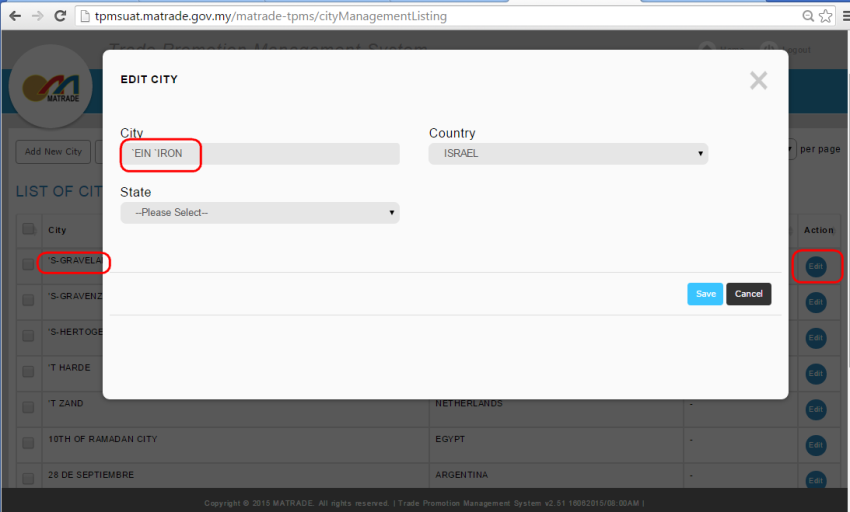 tpmsuat.matrade.gov.my/matrade-tpms/cityManagementListing
Trade Promotion Management System
Home
Logout
MATRADE
EDIT CITY
City
Country
`EIN `IRON
ISRAEL
State
--Please Select--
Save
Cancel
Add New City
per page
LIST OF CIT
City
Action
'S-GRAVELA
Edit
'S-GRAVENZ
Edit
'S-HERTOGE
Edit
'T HARDE
Edit
'T ZAND
NETHERLANDS
-
Edit
10TH OF RAMADAN CITY
EGYPT
-
Edit
28 DE SEPTIEMBRE
ARGENTINA
-
Edit
Copyright © 2015 MATRADE. All rights reserved. | Trade Promotion Management System v2.51 16062015/08:00AM |